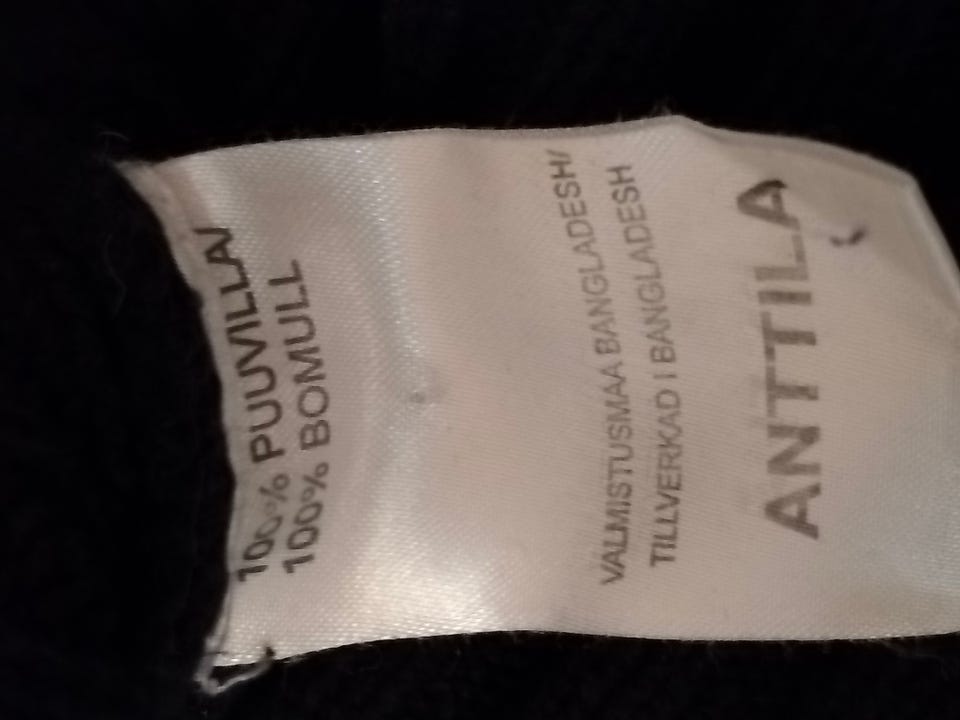 100% PUUVILLA/
100% BOMULL
VALMISTUSMAA BANGLADESH/
TILLVERKAD I BANGLADESH
ANTTILA